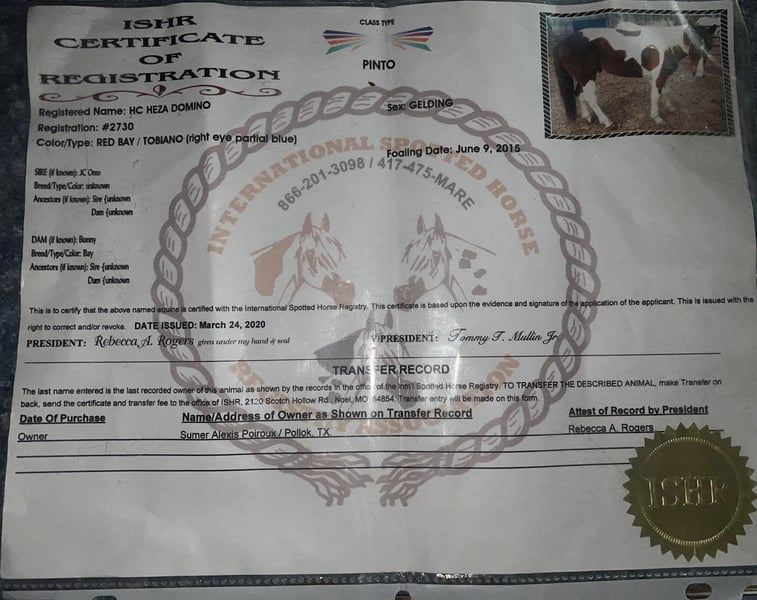 ISHR
CERTIFICATE
OF
REGISTRATION
CLASS TYPE
PINTO
Registered Name: HC HEZA DOMINO
Sex: GELDING
Registration: #2730
Color/Type: RED BAY / TOBIANO (right eye partial blue)
Foaling Date: June 9, 2015
INTERNATIONAL SPOTTED HORSE
866-201-3098 / 417-475-MARE
SIRE (if known): JC Oreo
Breed/Type/Color: unknown
Ancestors (if known): Sire {unknown
Dam {unknown
DAM (if known): Bunny
Breed/Type/Color: Bay
Ancestors (if known): Sire {unknown
Dam {unknown
This is to certify that the above named equine is certified with the International Spotted Horse Registry. This certificate is based upon the evidence and signature of the application of the applicant. This is issued with the
right to correct and/or revoke. DATE ISSUED: March 24, 2020
PRESIDENT: Rebecca A. Rogers given under my hand & seal
V/PRESIDENT: Tommy T. Mullin Jr.
TRANSFER RECORD
The last name entered is the last recorded owner of this animal as shown by the records in the office of the Int'l Spotted Horse Registry. TO TRANSFER THE DESCRIBED ANIMAL, make Transfer on
back, send the certificate and transfer fee to the office of ISHR, 2120 Scotch Hollow Rd., Noel, MO 64854. Transfer entry will be made on this form.
Date Of Purchase
Name/Address of Owner as Shown on Transfer Record
Attest of Record by President
Owner
Sumer Alexis Poiroux / Pollok, TX.
Rebecca A. Rogers
ISHR